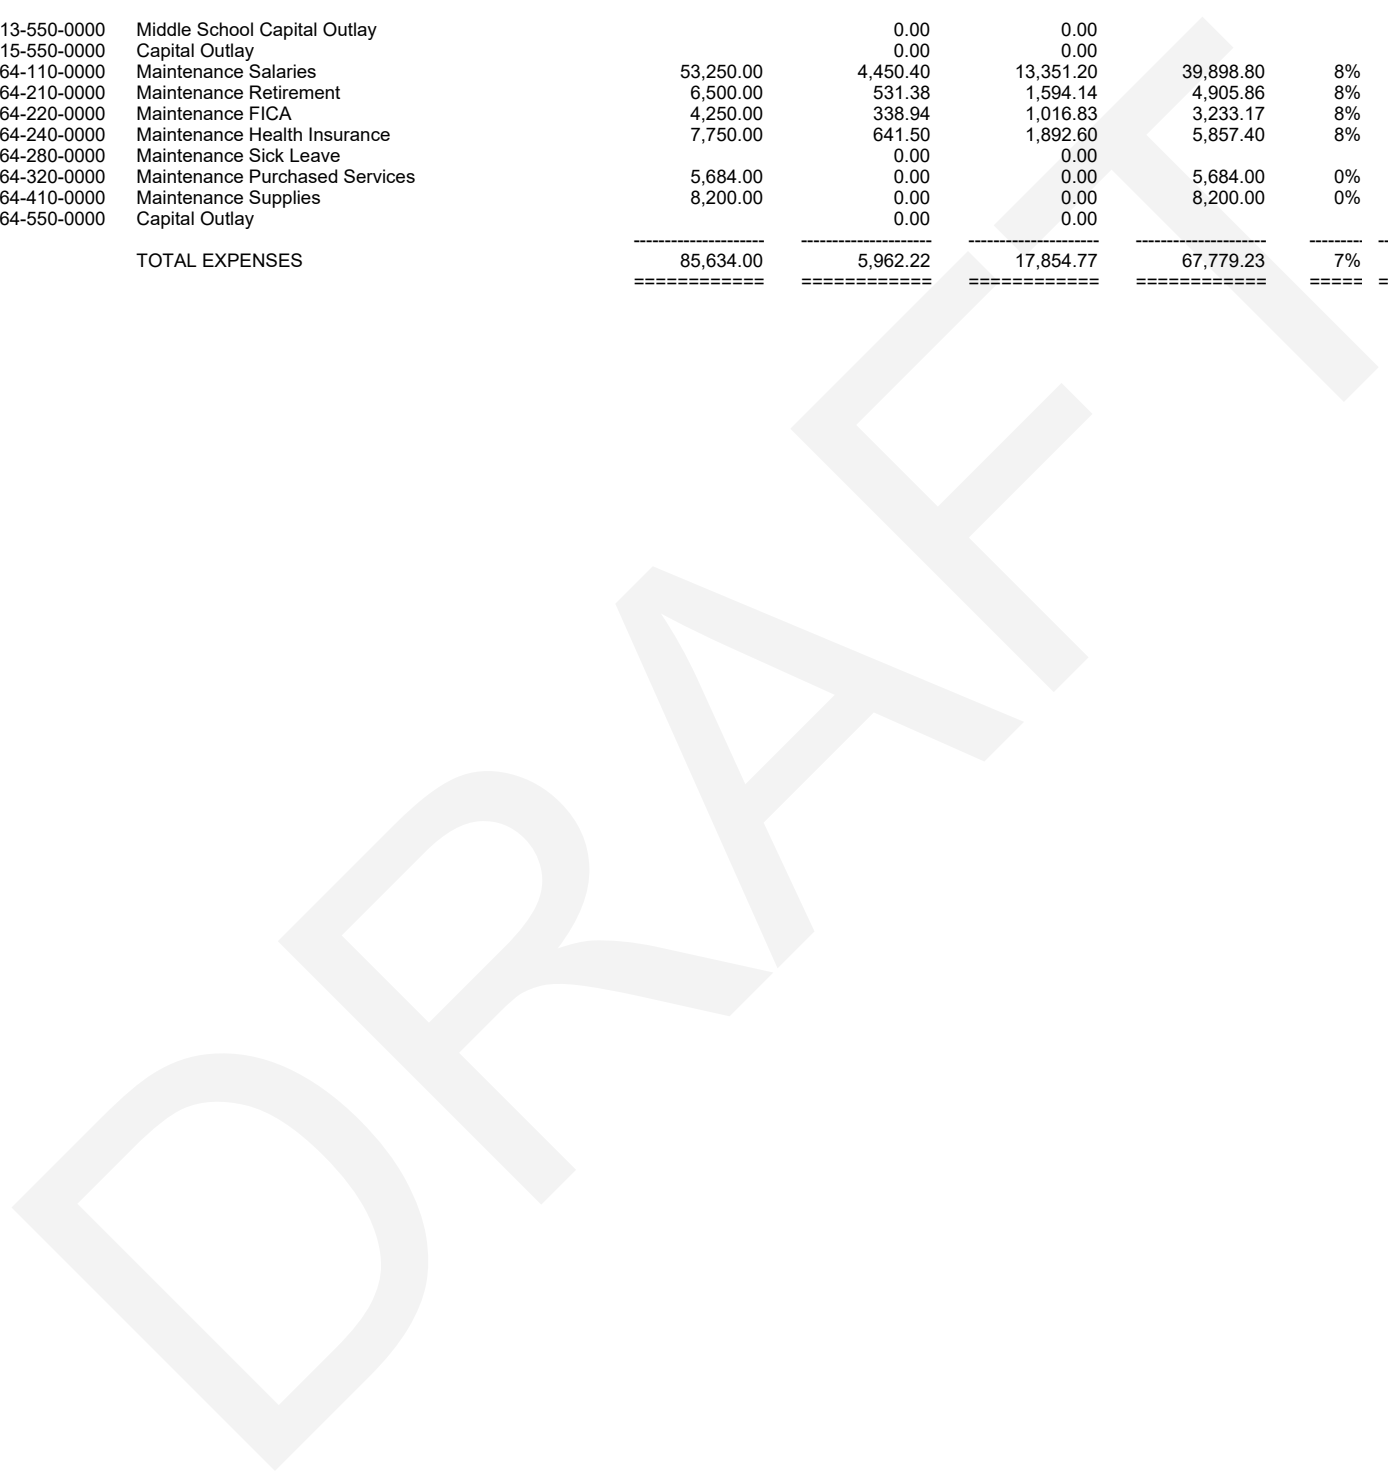 13-550-0000 Middle School Capital Outlay 0.00 0.00
15-550-0000 Capital Outlay 0.00 0.00
64-110-0000 Maintenance Salaries 53,250.00 4,450.40 13,351.20 39,898.80 8%
64-210-0000 Maintenance Retirement 6,500.00 531.38 1,594.14 4,905.86 8%
64-220-0000 Maintenance FICA 4,250.00 338.94 1,016.83 3,233.17 8%
64-240-0000 Maintenance Health Insurance 7,750.00 641.50 1,892.60 5,857.40 8%
64-280-0000 Maintenance Sick Leave 0.00 0.00
64-320-0000 Maintenance Purchased Services 5,684.00 0.00 0.00 5,684.00 0%
64-410-0000 Maintenance Supplies 8,200.00 0.00 0.00 8,200.00 0%
64-550-0000 Capital Outlay 0.00 0.00
--------------------- --------------------- --------------------- --------------------- -------- --
TOTAL EXPENSES 85,634.00 5,962.22 17,854.77 67,779.23 7%
============ ============ ============ ============ ===== =
DRAFT